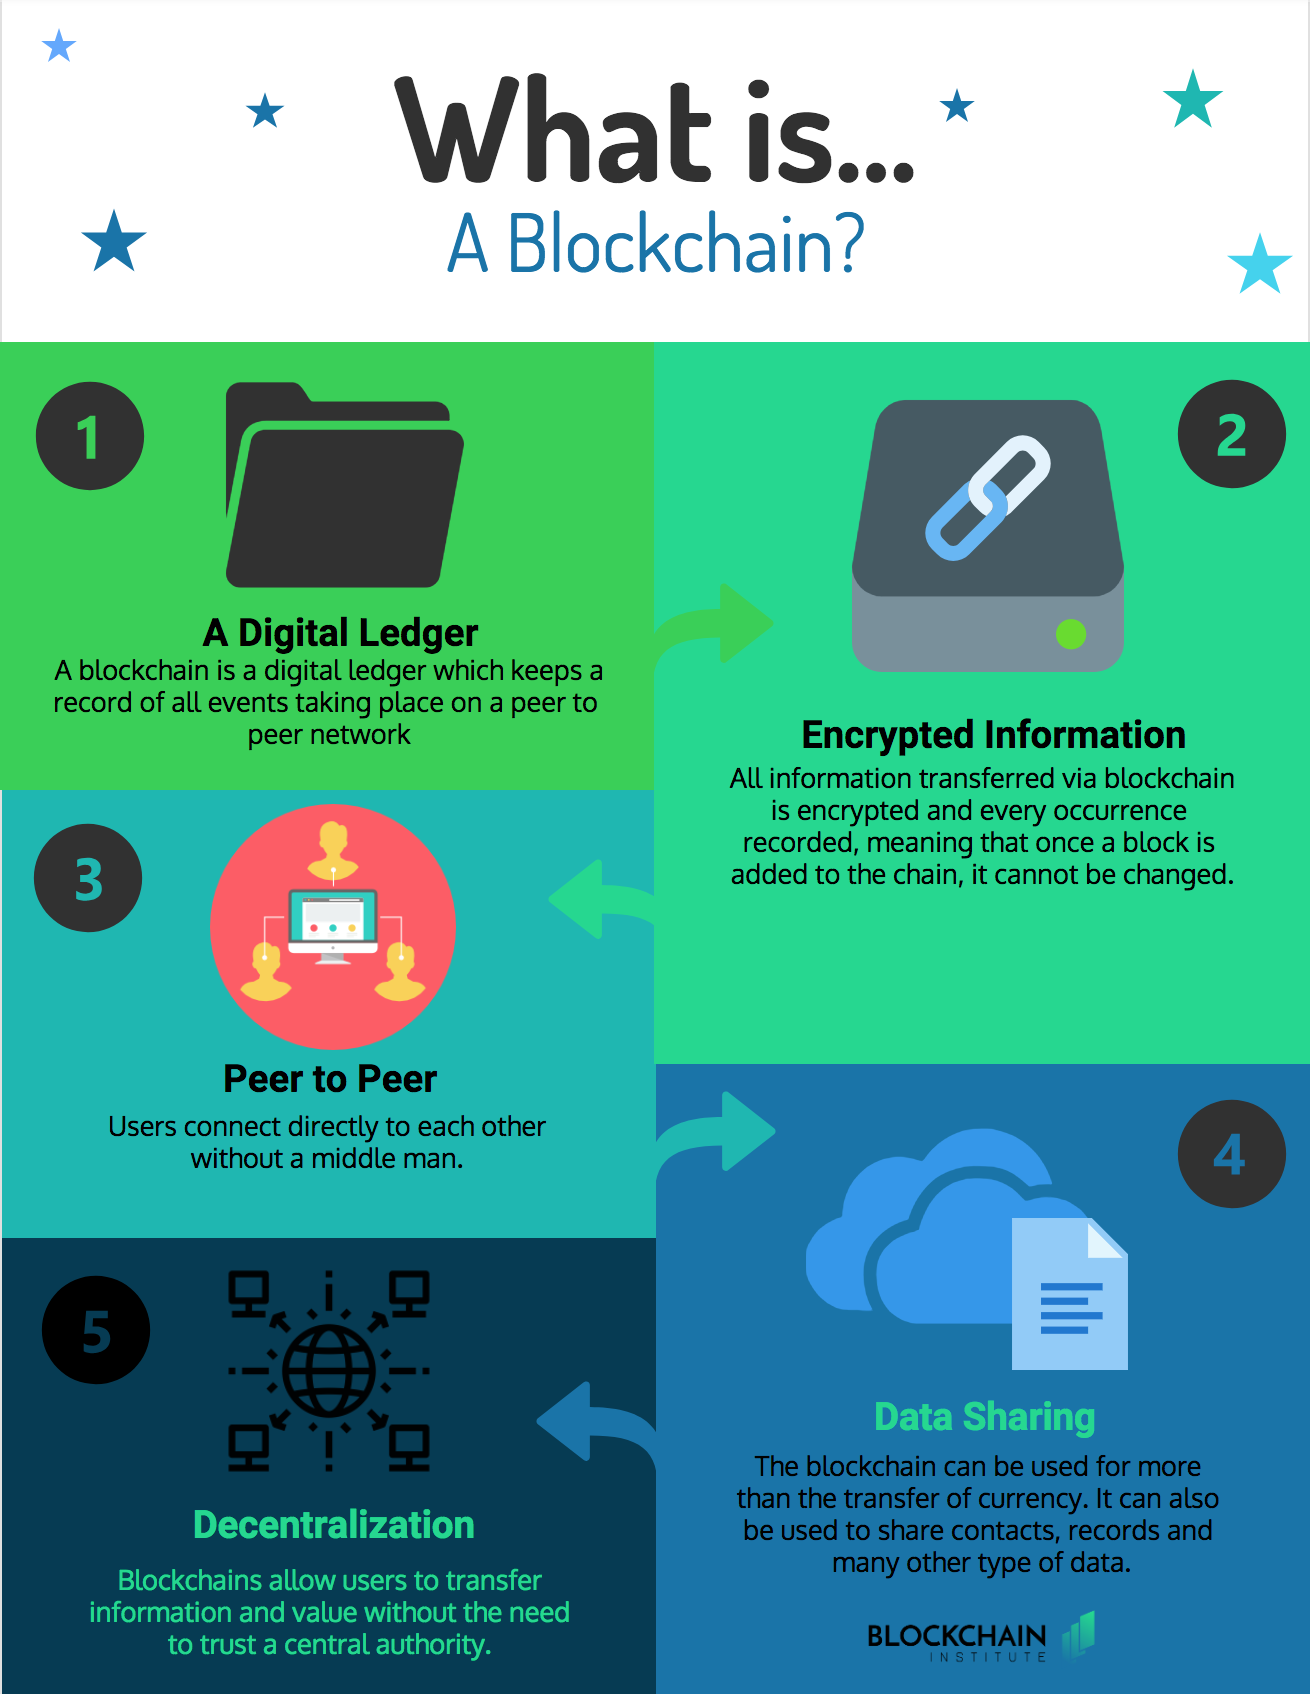 What is...
A Blockchain?
1
A Digital Ledger
A blockchain is a digital ledger which keeps a
record of all events taking place on a peer to
peer network
2
Encrypted Information
All information transferred via blockchain
is encrypted and every occurrence
recorded, meaning that once a block is
added to the chain, it cannot be changed.
3
Peer to Peer
Users connect directly to each other
without a middle man.
4
Data Sharing
The blockchain can be used for more
than the transfer of currency. It can also
be used to share contacts, records and
many other type of data.
5
Decentralization
Blockchains allow users to transfer
information and value without the need
to trust a central authority.
BLOCKCHAIN
INSTITUTE